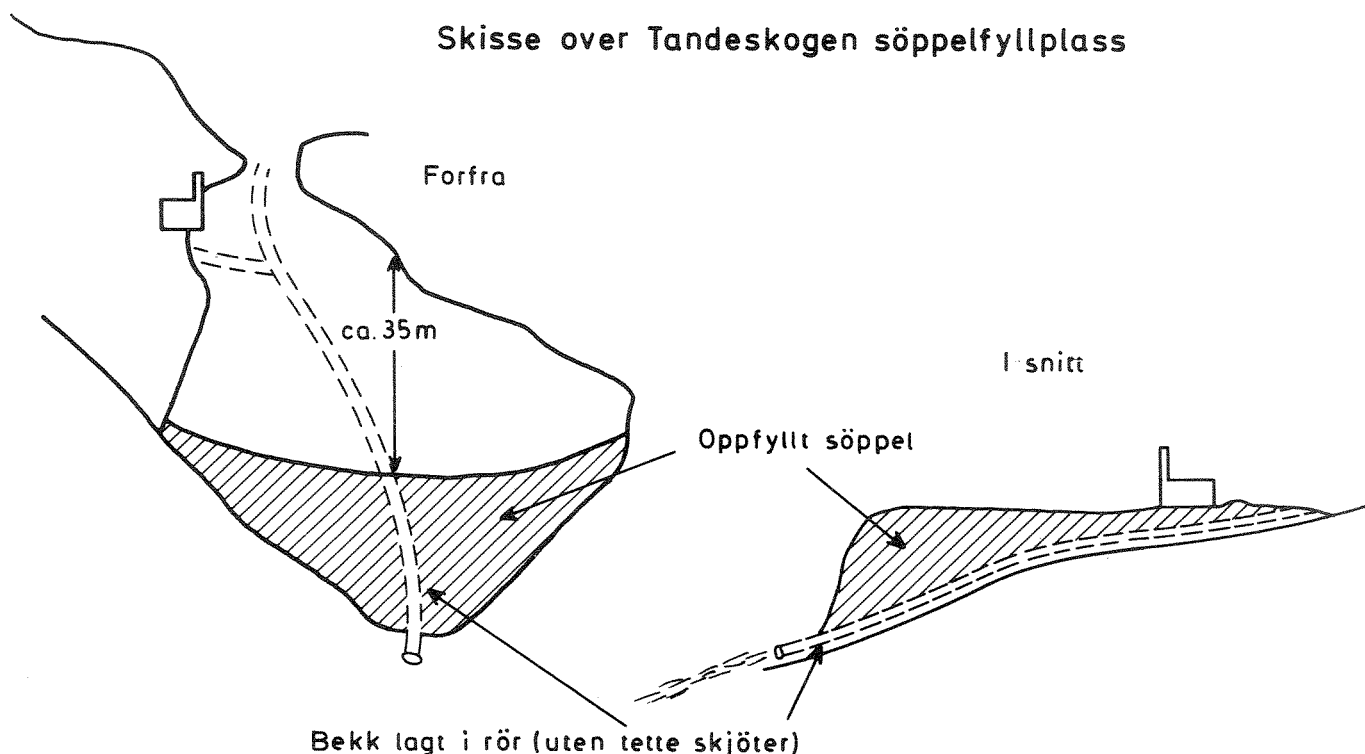 Skisse over Tandeskogen söppelfyllplass
Forfra
ca. 35m
I snitt
Oppfyllt söppel
Bekk lagt i rör (uten tette skjöter)